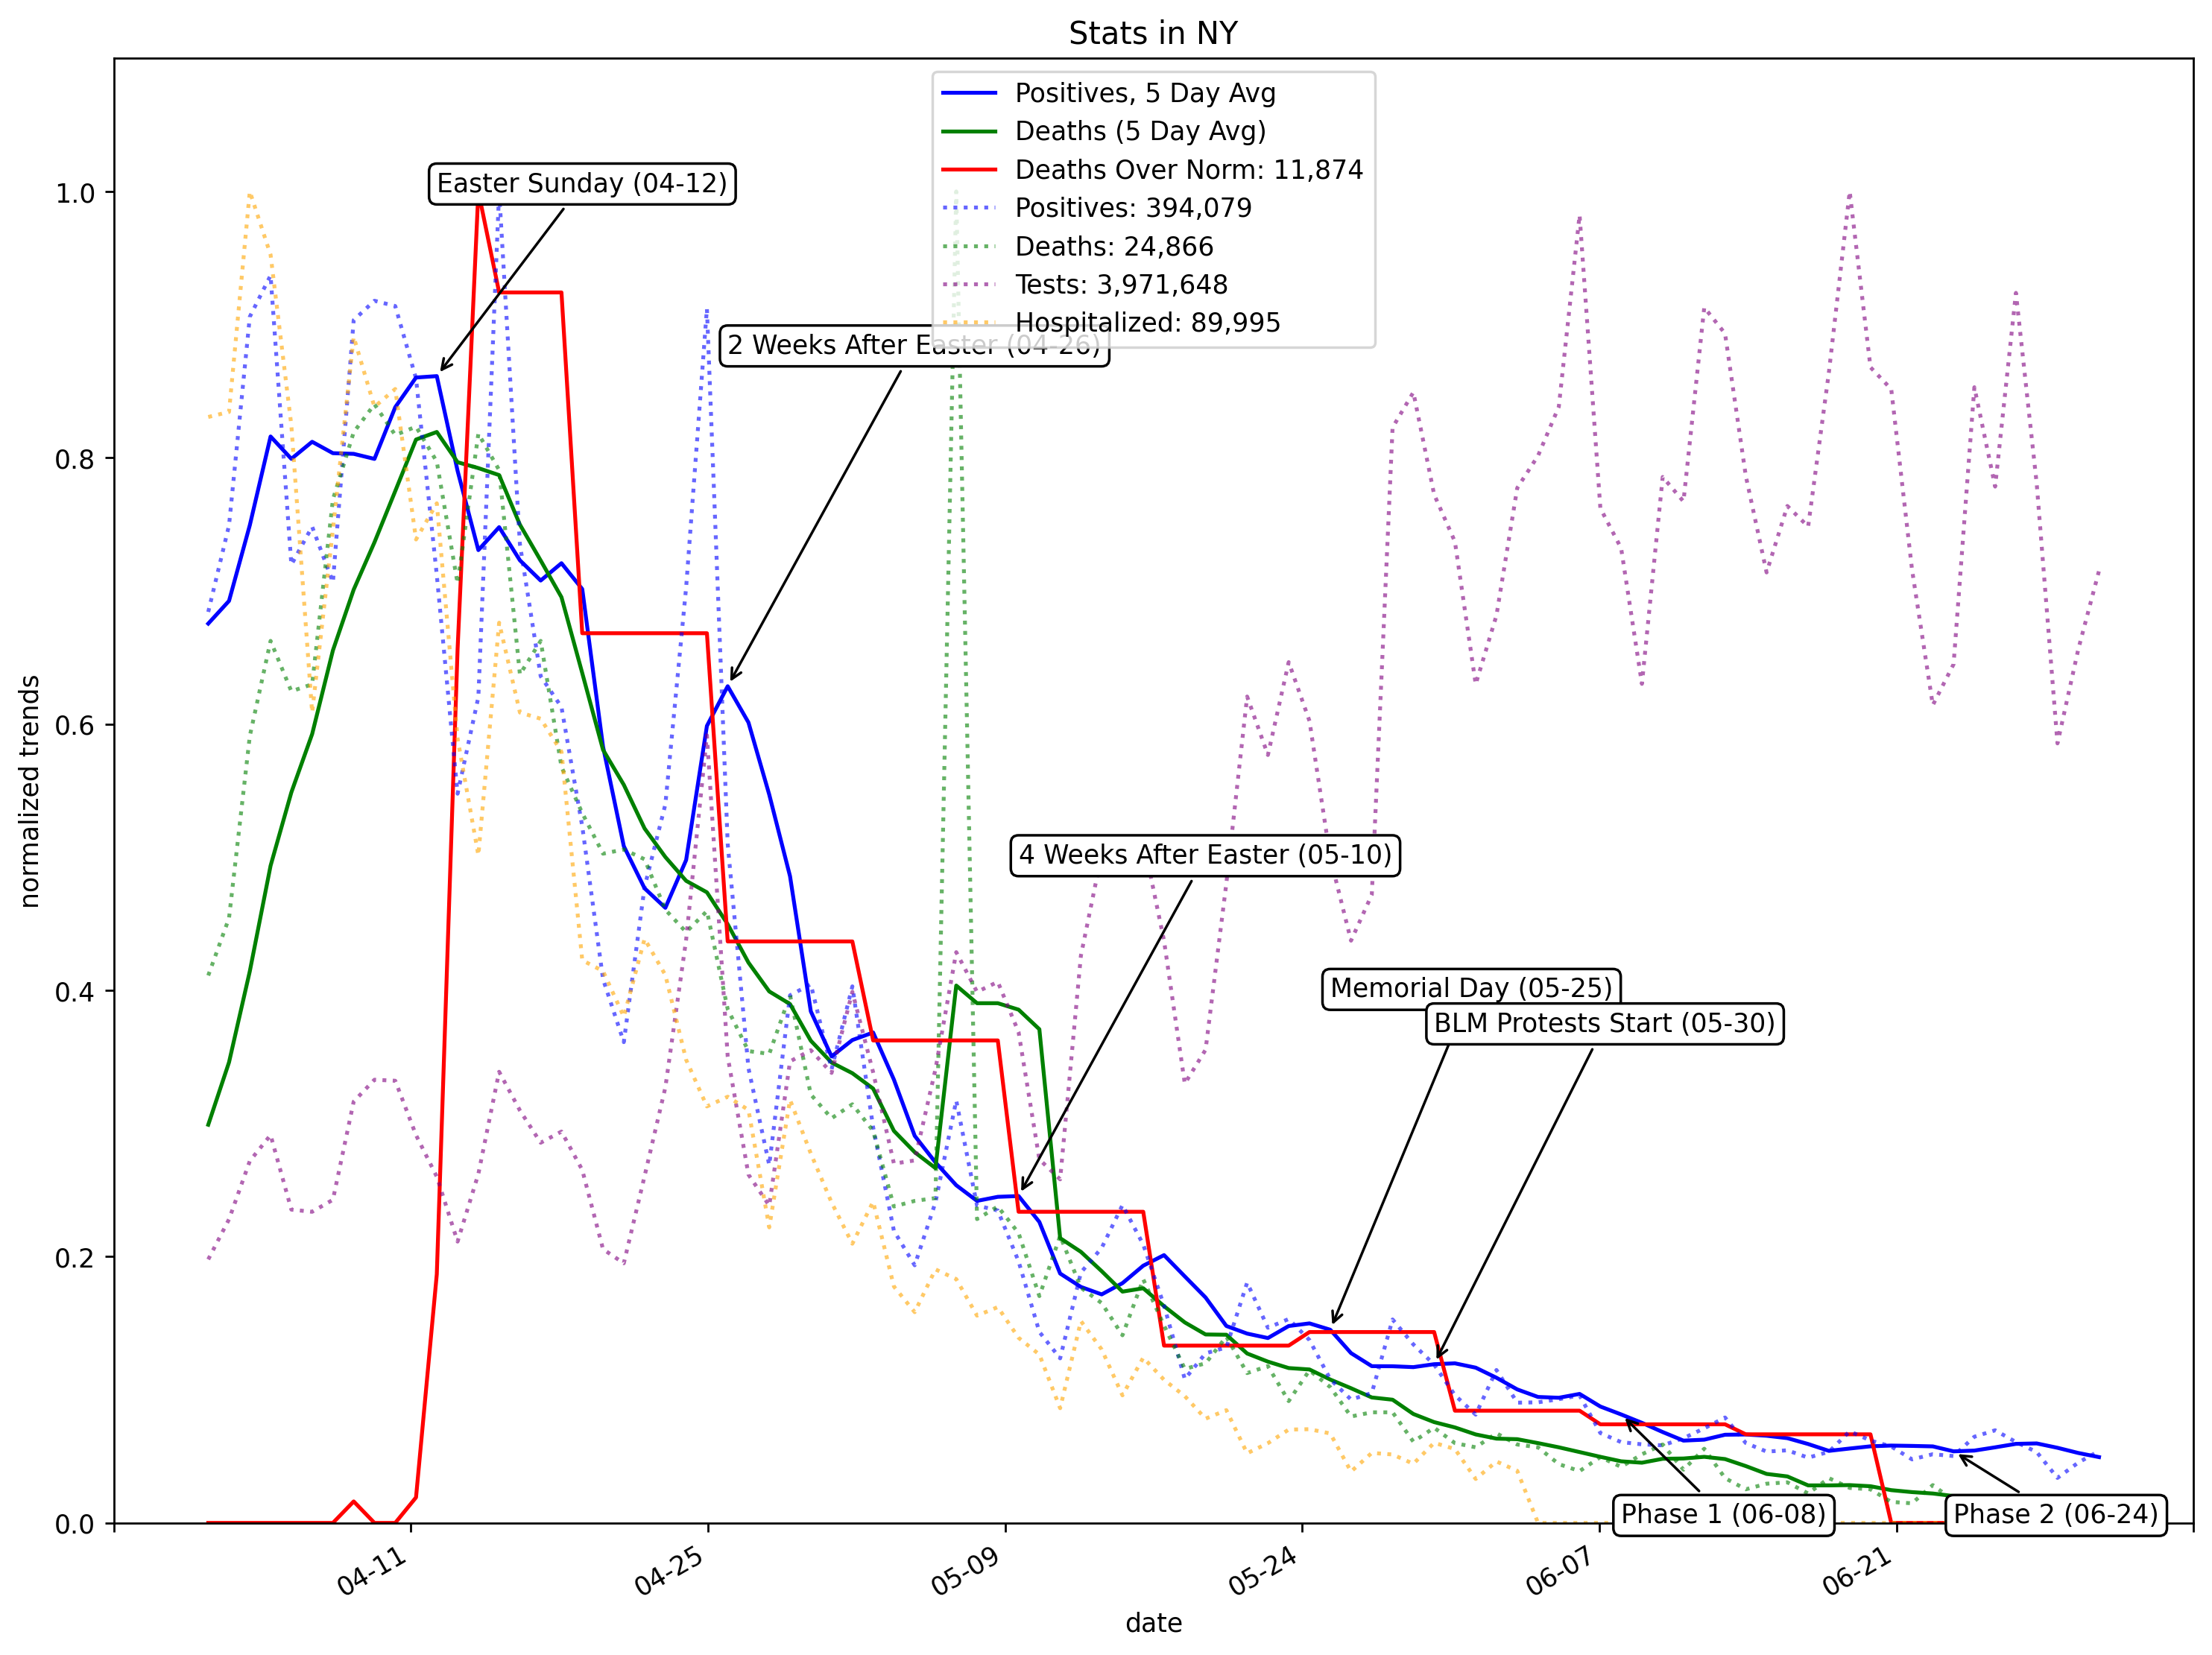 Stats in NY
Positives, 5 Day Avg
Deaths (5 Day Avg)
Deaths Over Norm: 11,874
Positives: 394,079
Deaths: 24,866
Tests: 3,971,648
Hospitalized: 89,995
Easter Sunday (04-12)
2 Weeks After Easter (04-26)
4 Weeks After Easter (05-10)
Memorial Day (05-25)
BLM Protests Start (05-30)
Phase 1 (06-08)
Phase 2 (06-24)
normalized trends
1.0
0.8
0.6
0.4
0.2
0.0
04-11
04-25
05-09
05-24
06-07
06-21
date